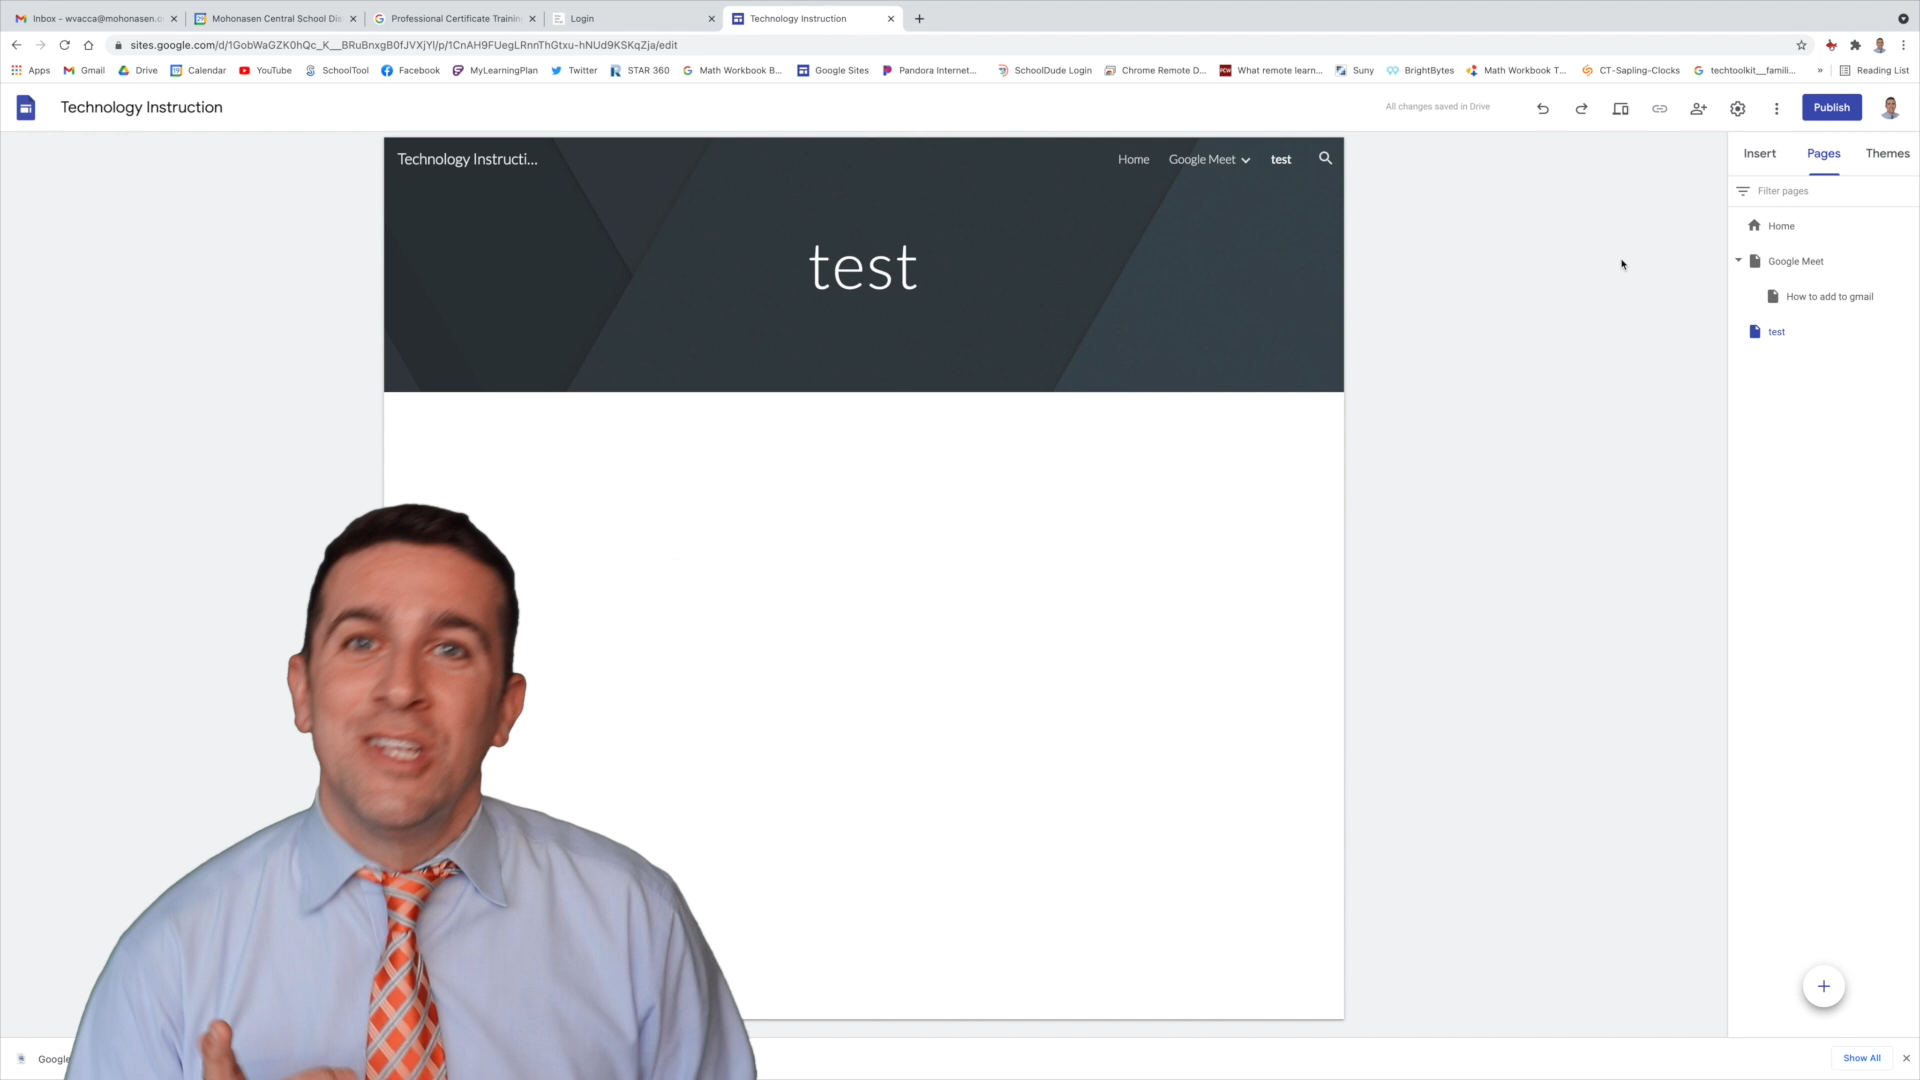 Inbox - wvacca@mohonasen.o
Mohonasen Central School Dis
Professional Certificate Trainin
Login
Technology Instruction
sites.google.com/d/1GobWaGZK0hQc_K__BRuBnxgB0fJVXjYl/p/1CnAH9FUegLRnnThGtxu-hNUd9KSKqZja/edit
Apps
Gmail
Drive
Calendar
YouTube
SchoolTool
Facebook
MyLearningPlan
Twitter
STAR 360
Math Workbook B...
Google Sites
Pandora Internet...
SchoolDude Login
Chrome Remote D...
What remote learn...
Suny
BrightBytes
Math Workbook T...
CT-Sapling-Clocks
techtoolkit__famili...
»
Reading List
Technology Instruction
All changes saved in Drive
Publish
Technology Instructi...
Home
Google Meet
test
test
Insert
Pages
Themes
Filter pages
Home
Google Meet
How to add to gmail
test
Google
Show All